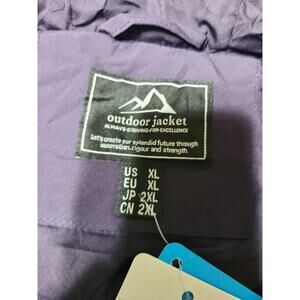 outdoor jacket
ALWAYS-STRIVING-FOR-EXCELLENCE
Let's create our splendid future through
innovation,rigour and strength.
US XL
EU XL
JP 2XL
CN 2XL